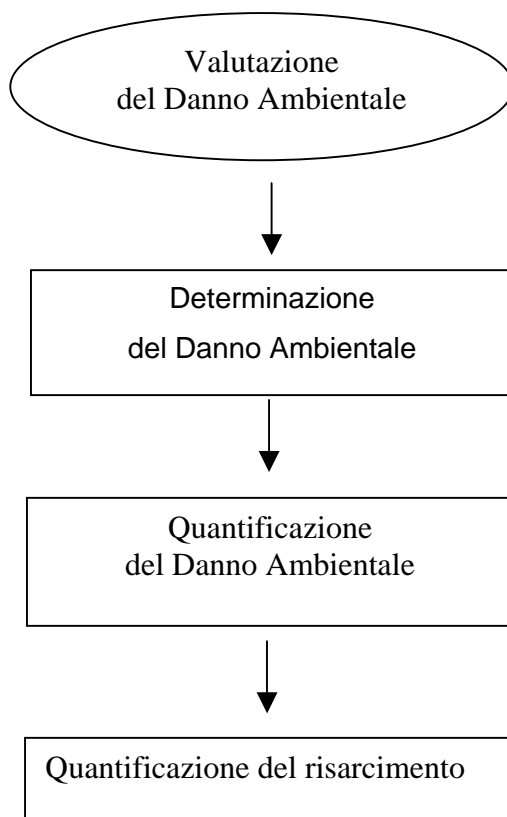 Valutazione
del Danno Ambientale
Determinazione
del Danno Ambientale
Quantificazione
del Danno Ambientale
Quantificazione del risarcimento